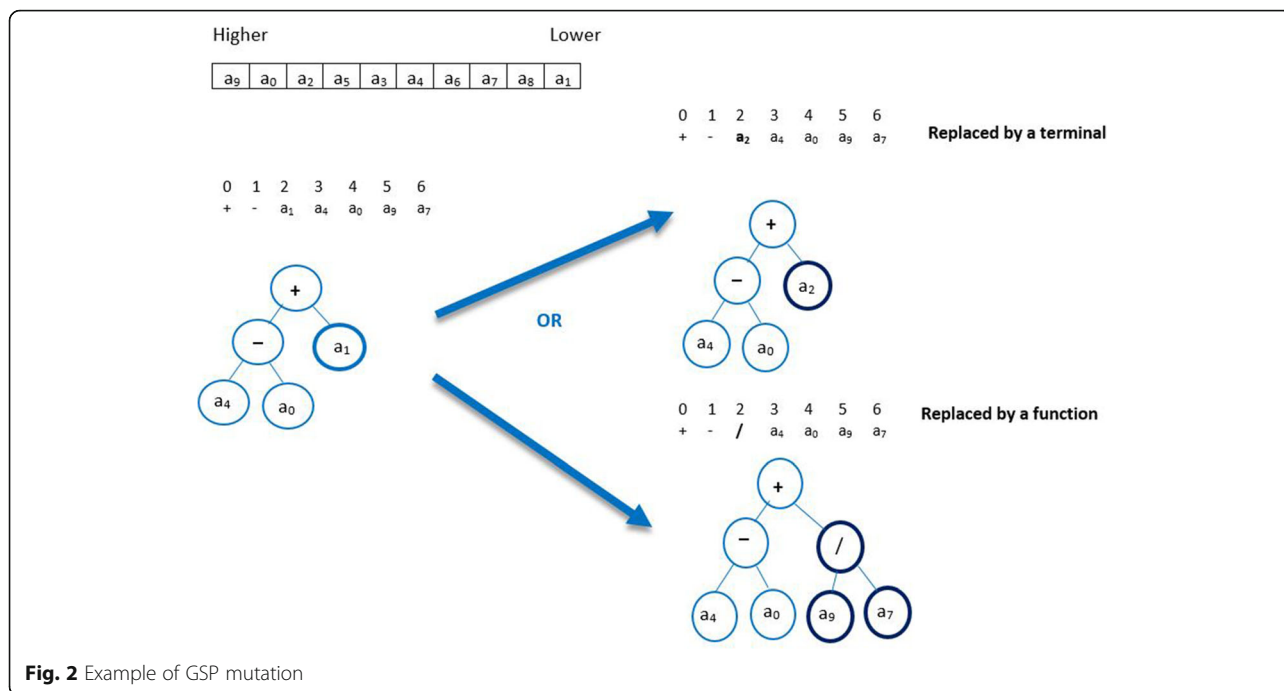 Higher Lower
a₉ a₀ a₂ a₅ a₃ a₄ a₆ a₇ a₈ a₁
0 1 2 3 4 5 6
+ - a₁ a₄ a₀ a₉ a₇
+
− a₁
a₄ a₀
OR
0 1 2 3 4 5 6
+ - a₂ a₄ a₀ a₉ a₇
Replaced by a terminal
+
− a₂
a₄ a₀
0 1 2 3 4 5 6
+ - / a₄ a₀ a₉ a₇
Replaced by a function
+
− /
a₄ a₀ a₉ a₇
Fig. 2 Example of GSP mutation